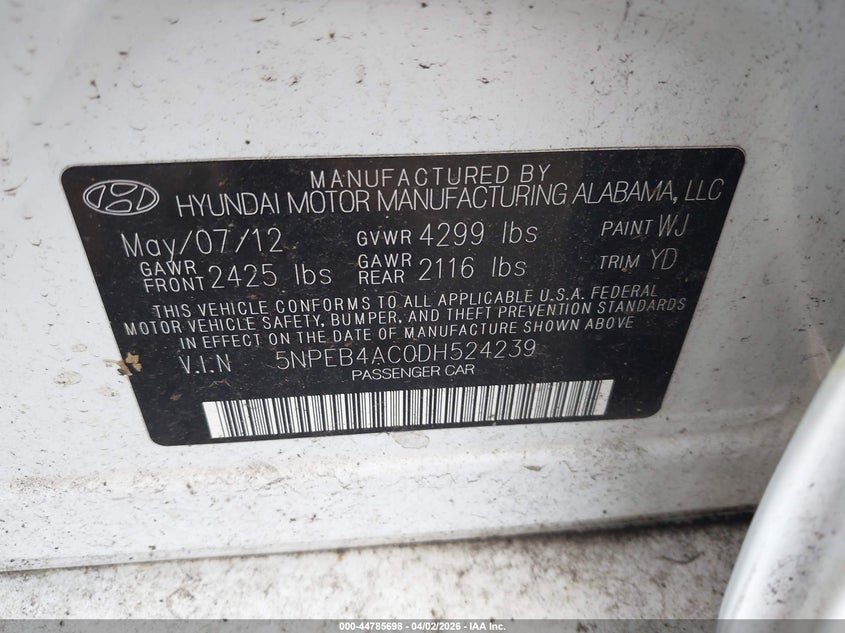 MANUFACTURED BY
HYUNDAI MOTOR MANUFACTURING ALABAMA, LLC
May/07/12 GVWR 4299 lbs PAINT WJ
GAWR FRONT 2425 lbs GAWR REAR 2116 lbs TRIM YD
THIS VEHICLE CONFORMS TO ALL APPLICABLE U.S.A. FEDERAL
MOTOR VEHICLE SAFETY, BUMPER, AND THEFT PREVENTION STANDARDS
IN EFFECT ON THE DATE OF MANUFACTURE SHOWN ABOVE.
V.I.N 5NPEB4AC0DH524239
PASSENGER CAR
000-44785698 - 04/02/2026 - IAA Inc.